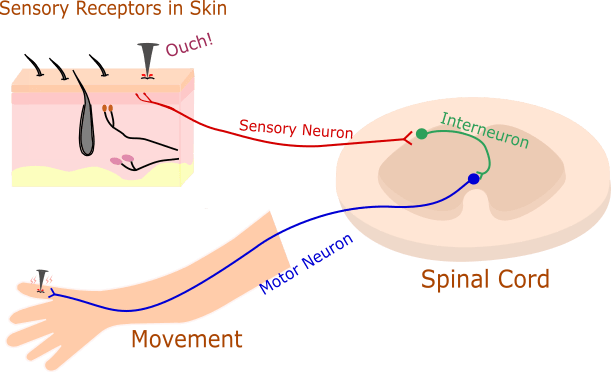 Sensory Receptors in Skin
Ouch!
Sensory Neuron
Interneuron
Motor Neuron
Spinal Cord
Movement